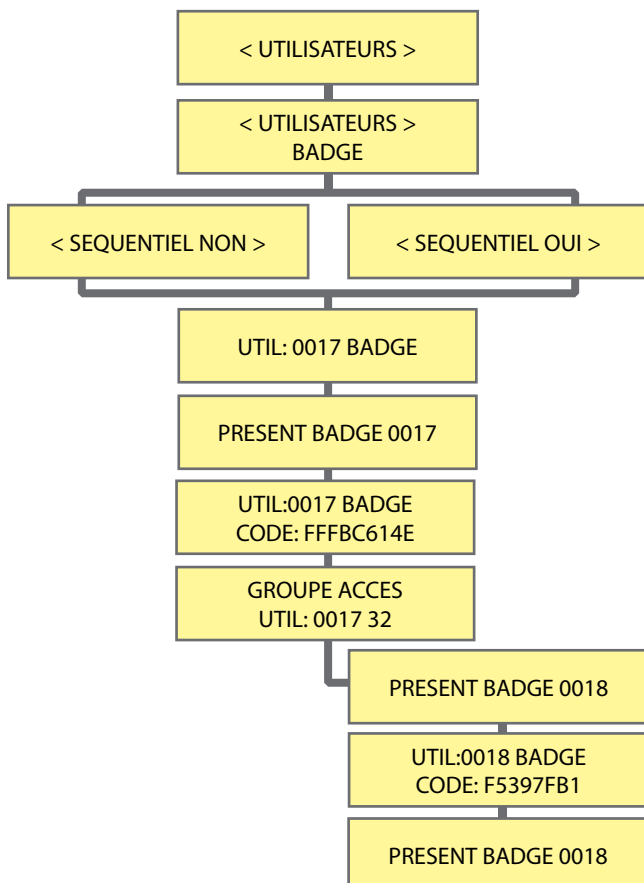 < UTILISATEURS >
< UTILISATEURS >
BADGE
< SEQUENTIEL NON >
< SEQUENTIEL OUI >
UTIL: 0017 BADGE
PRESENT BADGE 0017
UTIL:0017 BADGE
CODE: FFFBC614E
GROUPE ACCES
UTIL: 0017 32
PRESENT BADGE 0018
UTIL:0018 BADGE
CODE: F5397FB1
PRESENT BADGE 0018